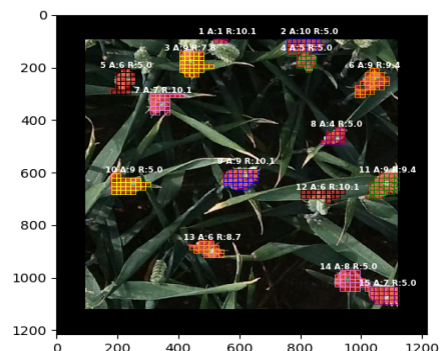 0
1 A:1 R:10.1
2 A:10 R:5.0
3 A:9 R:7.8
4 A:5 R:5.0
5 A:6 R:5.0
6 A:9 R:9.4
200
7 A:7 R:10.1
400
8 A:4 R:5.0
9 A:9 R:10.1
10 A:9 R:5.0
11 A:9 R:9.4
600
12 A:6 R:10.1
800
13 A:6 R:8.7
14 A:8 R:5.0
15 A:7 R:5.0
1000
1200
0 200 400 600 800 1000 1200